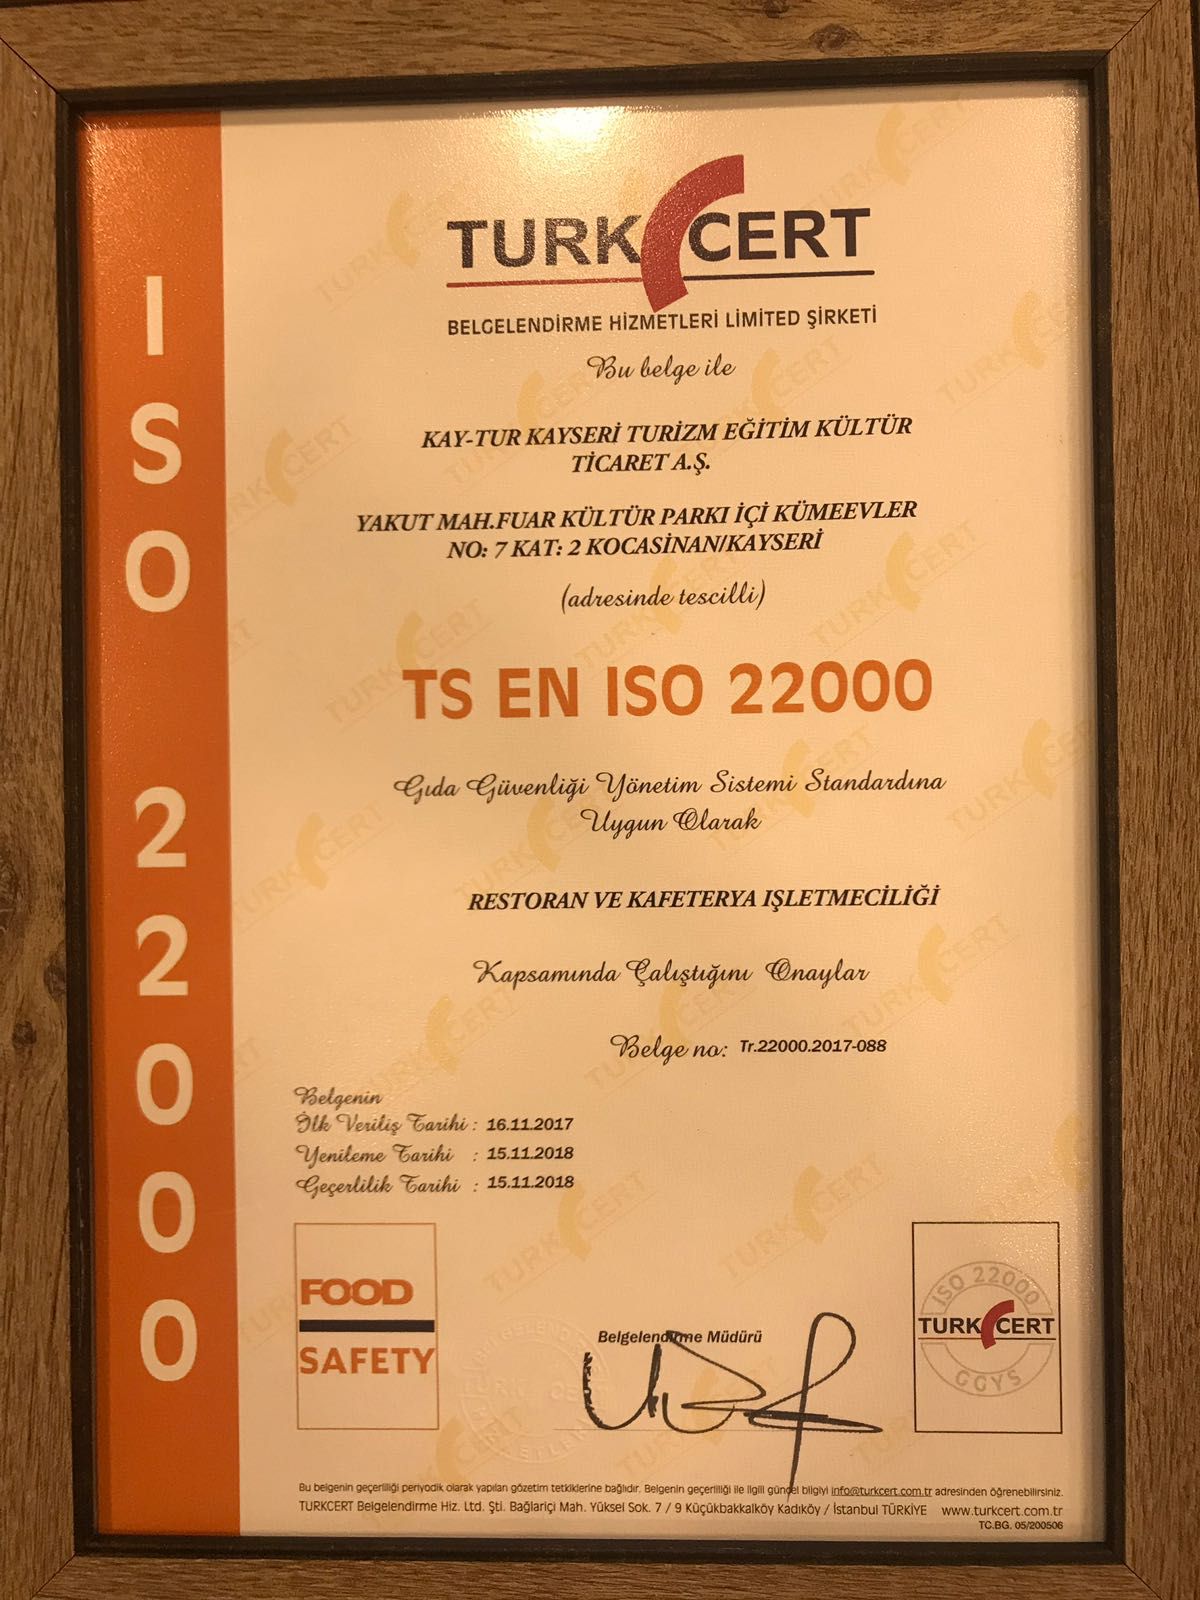 ISO 22000
TURKCERT
BELGELENDİRME HİZMETLERİ LİMİTED ŞİRKETİ
Bu belge ile
KAY-TUR KAYSERİ TURİZM EĞİTİM KÜLTÜR
TİCARET A.Ş.
YAKUT MAH.FUAR KÜLTÜR PARKI İÇİ KÜMEEVLER
NO: 7 KAT: 2 KOCASİNAN/KAYSERİ
(adresinde tescilli)
TS EN ISO 22000
Gıda Güvenliği Yönetim Sistemi Standardına
Uygun Olarak
RESTORAN VE KAFETERYA IŞLETMECİLİĞİ
Kapsamında Çalıştığını Onaylar
Belge no: Tr.22000.2017-088
Belgenin
İlk Veriliş Tarihi : 16.11.2017
Yenileme Tarihi : 15.11.2018
Geçerlilik Tarihi : 15.11.2018
FOOD
SAFETY
Belgelendirme Müdürü
ISO 22000
TURKCERT
GGYS
Bu belgenin geçerliliği periyodik olarak yapılan gözetim tetkiklerine bağlıdır. Belgenin geçerliliği ile ilgili güncel bilgiyi info@turkcert.com.tr adresinden öğrenebilirsiniz.
TURKCERT Belgelendirme Hiz. Ltd. Şti. Bağlariçi Mah. Yüksel Sok. 7 / 9 Küçükbakkalköy Kadıköy / İstanbul TÜRKİYE www.turkcert.com.tr
TC.BG. 05/200506